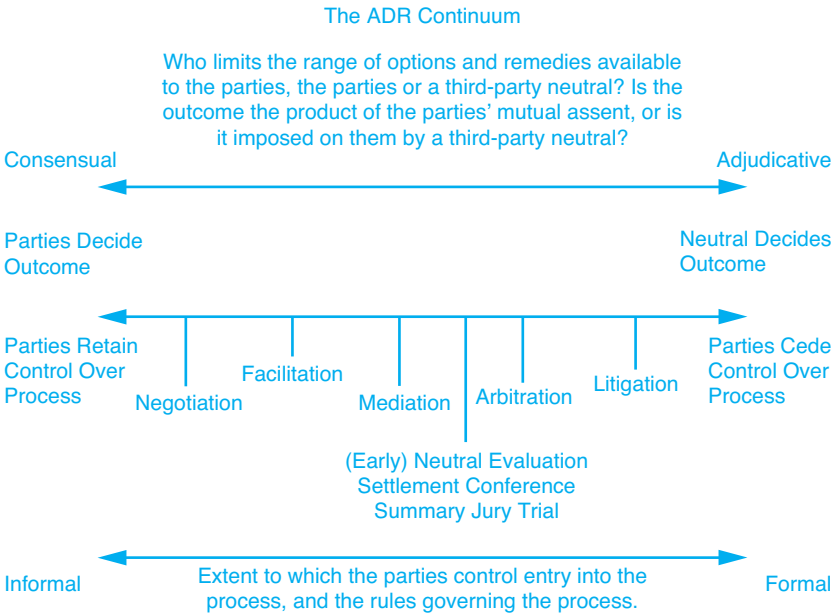 The ADR Continuum
Who limits the range of options and remedies available
to the parties, the parties or a third-party neutral? Is the
outcome the product of the parties’ mutual assent, or is
it imposed on them by a third-party neutral?
Consensual
Adjudicative
Parties Decide
Outcome
Neutral Decides
Outcome
Parties Retain
Control Over
Process
Negotiation
Facilitation
Mediation
Arbitration
Litigation
Parties Cede
Control Over
Process
(Early) Neutral Evaluation
Settlement Conference
Summary Jury Trial
Informal
Extent to which the parties control entry into the
process, and the rules governing the process.
Formal